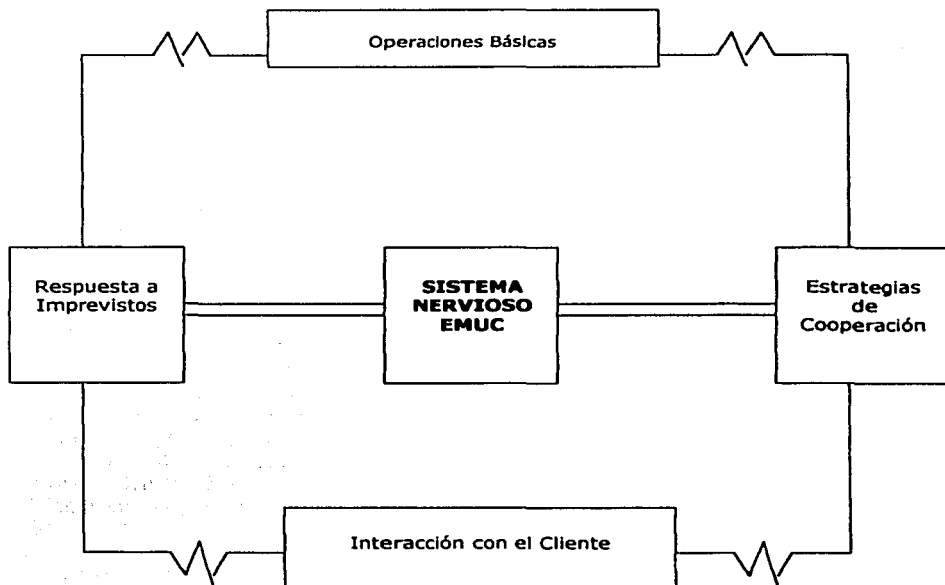 Operaciones Básicas
Respuesta a
Imprevistos
SISTEMA
NERVIOSO
EMUC
Estrategias
de
Cooperación
Interacción con el Cliente